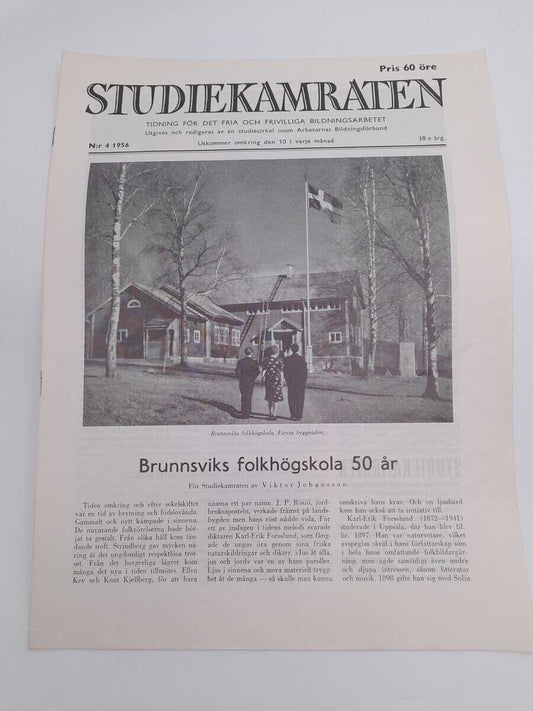 Pris 60 öre
STUDIEKAMRATEN
TIDNING FÖR DET FRIA OCH FRIVILLIGA BILDNINGSARBETET
Utgives och redigeras av en studiecirkel inom Arbetarnas Bildningsförbund
N:r 4 1956
Utkommer omkring den 10 i varje månad
38:e årg.
Brunnsviks folkhögskola. Första byggnaden.
Brunnsviks folkhögskola 50 år
För Studiekamraten av Viktor Johansson.
Tiden omkring och efter sekelskiftet
var en tid av brytning och födslovånda.
Gammalt och nytt kämpade i sinnena.
De nuvarande folkrörelserna hade bör-
jat ta gestalt. Från olika håll kom tän-
dande stoft. Strindberg gav mycken nä-
ring åt det ungdomligt respektlösa trot-
set. Från det borgerliga lägret kom
många det nya i tiden tillmötes. Ellen
Key och Knut Kjellberg, för att bara
nämna ett par namn. J. P. Rösiö, jord-
bruksaposteln, verkade främst på lands-
bygden men hans röst nådde vida. För
ett av inslagen i tidens melodi svarade
diktaren Karl-Erik Forsslund, som fång-
ade de ungas öra genom sina friska
naturskildringar och dikter. »Jus åt alla,
jus och jord» var en av hans paroller.
Ljus i sinnena och mera materiell trygg-
het åt de många — så skulle man kunna
omskriva hans krav. Och en ljushärd
kom han också att ta initiativ till.
Karl-Erik Forsslund (1872—1941)
studerade i Uppsala, där han blev fil.
lic. 1897. Han var naturvetare, vilket
avspeglas såväl i hans författarskap som
i hela hans omfattande folkbildargär-
ning, men ägde samtidigt även andra
och djupa intressen, såsom litteratur
och musik. 1898 gifte han sig med Sofia